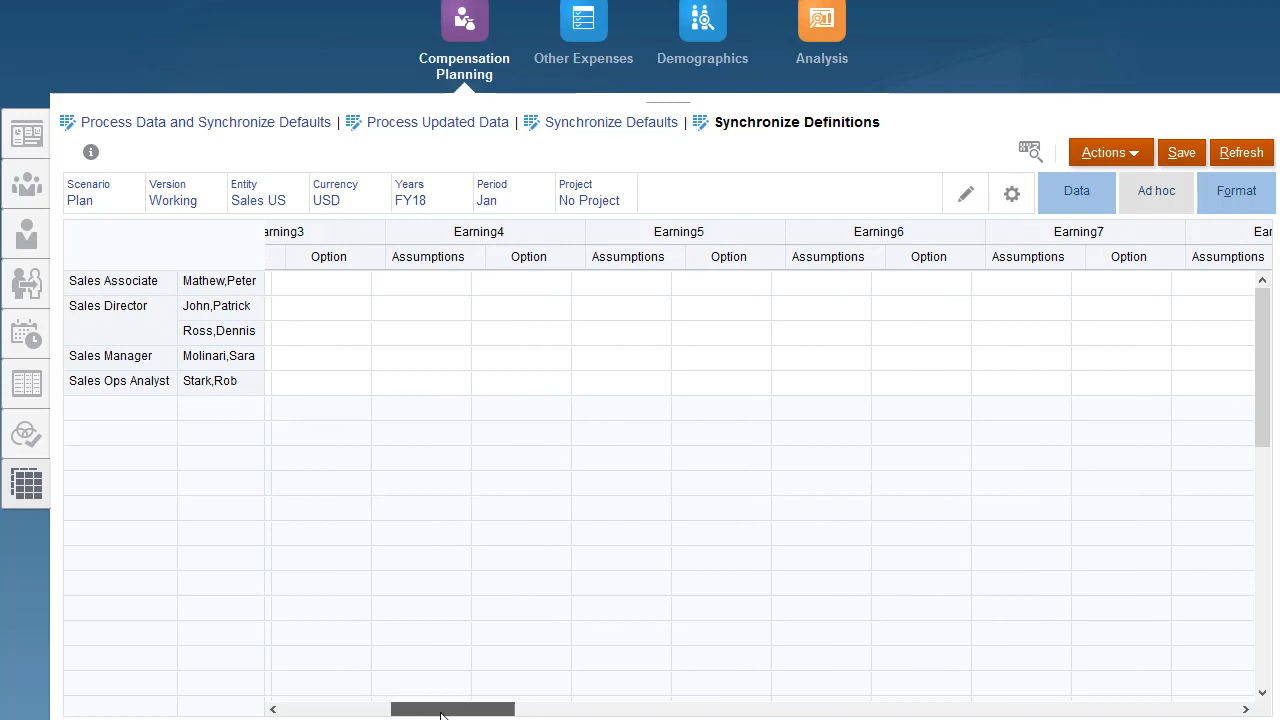 Compensation Planning
Other Expenses
Demographics
Analysis
Process Data and Synchronize Defaults | Process Updated Data | Synchronize Defaults | Synchronize Definitions
Actions Save Refresh
Scenario Version Entity Currency Years Period Project
Plan Working Sales US USD FY18 Jan No Project
Data Ad hoc Format
arning3 Earning4 Earning5 Earning6 Earning7 Ear
Option Assumptions Option Assumptions Option Assumptions Option Assumptions Option Assumptions
Sales Associate Mathew,Peter
Sales Director John,Patrick
Ross,Dennis
Sales Manager Molinari,Sara
Sales Ops Analyst Stark,Rob